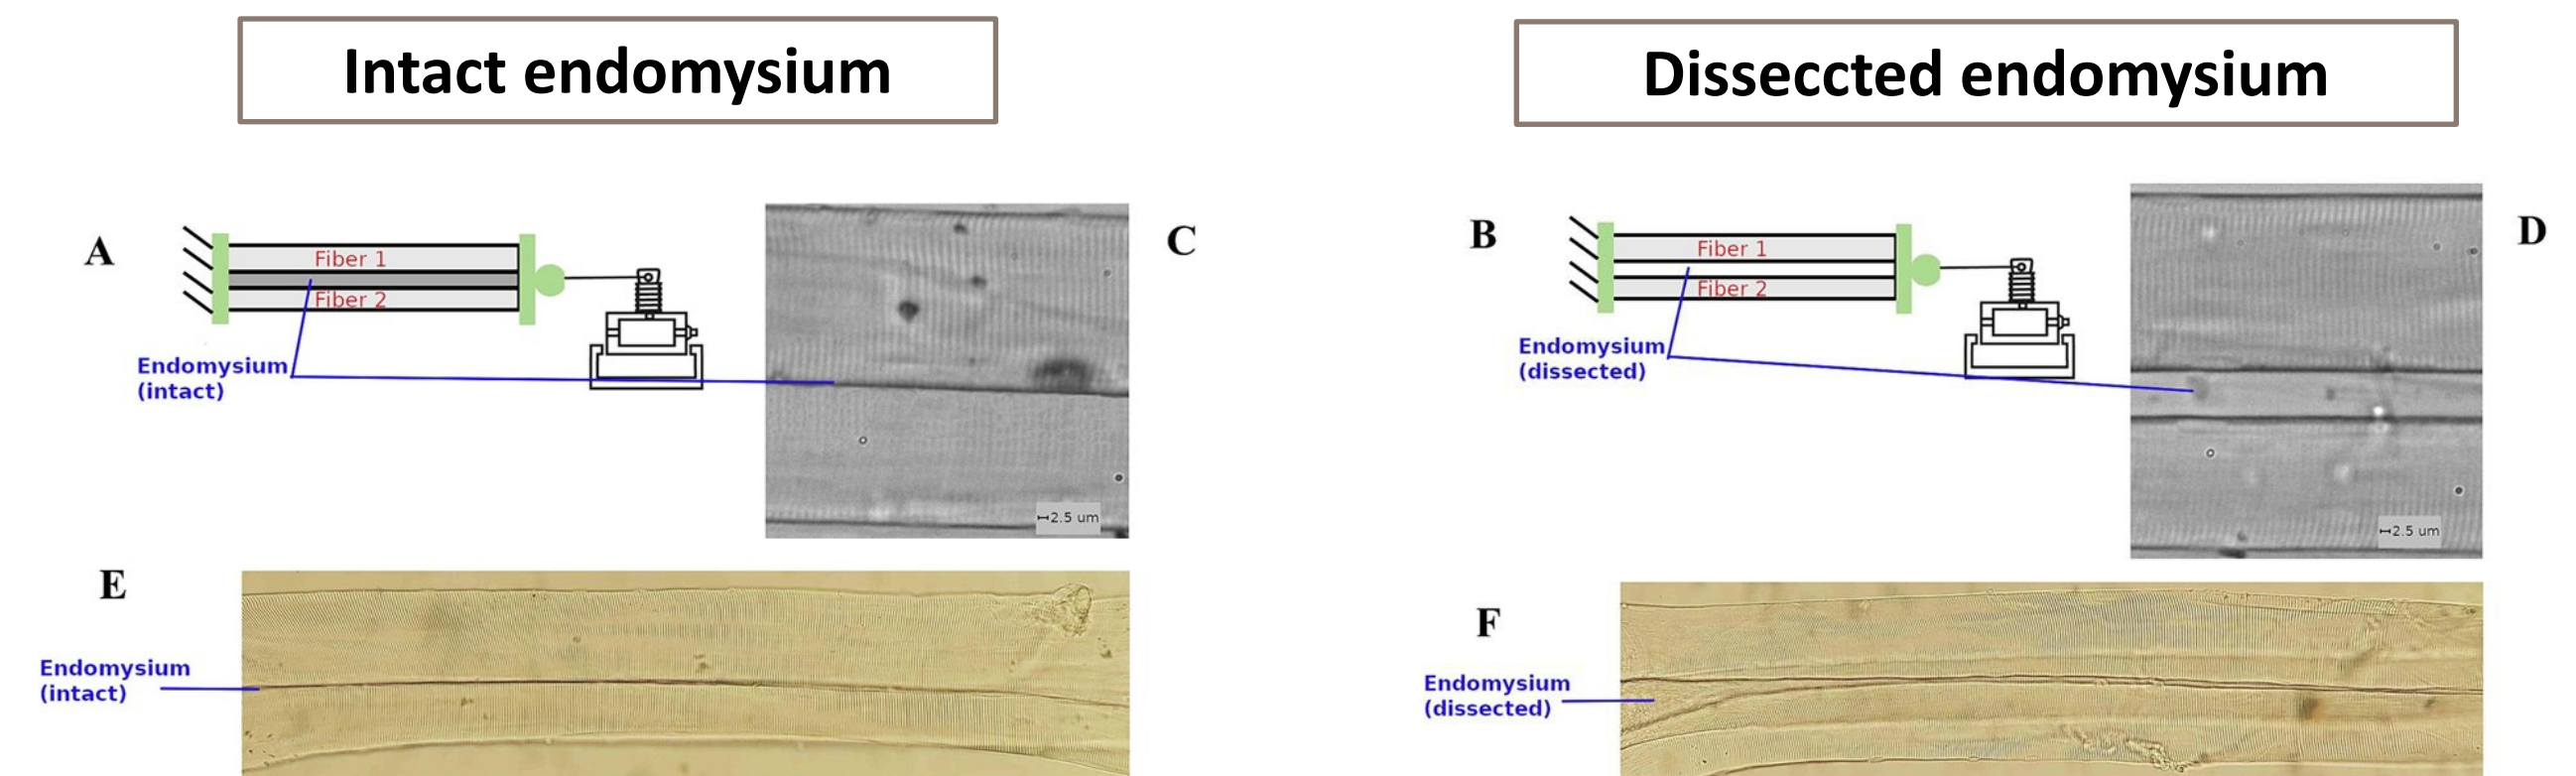 Intact endomysium
Disseccted endomysium
A
Fiber 1
Fiber 2
Endomysium
(intact)
C
2.5 um
B
Fiber 1
Fiber 2
Endomysium
(dissected)
D
2.5 um
E
Endomysium
(intact)
F
Endomysium
(dissected)